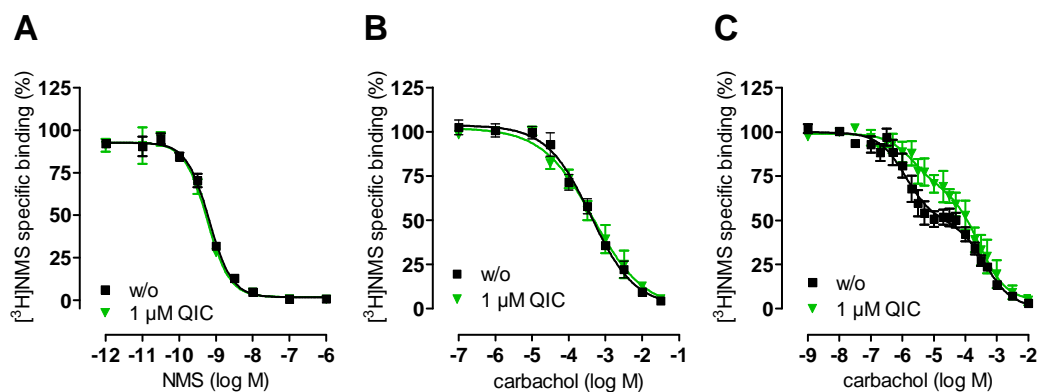 A
[³H]NMS specific binding (%)
125
100
75
50
25
0
w/o
1 µM QIC
-12 -11 -10 -9 -8 -7 -6
NMS (log M)
B
[³H]NMS specific binding (%)
125
100
75
50
25
0
w/o
1 µM QIC
-7 -6 -5 -4 -3 -2 -1
carbachol (log M)
C
[³H]NMS specific binding (%)
125
100
75
50
25
0
w/o
1 µM QIC
-9 -8 -7 -6 -5 -4 -3 -2
carbachol (log M)